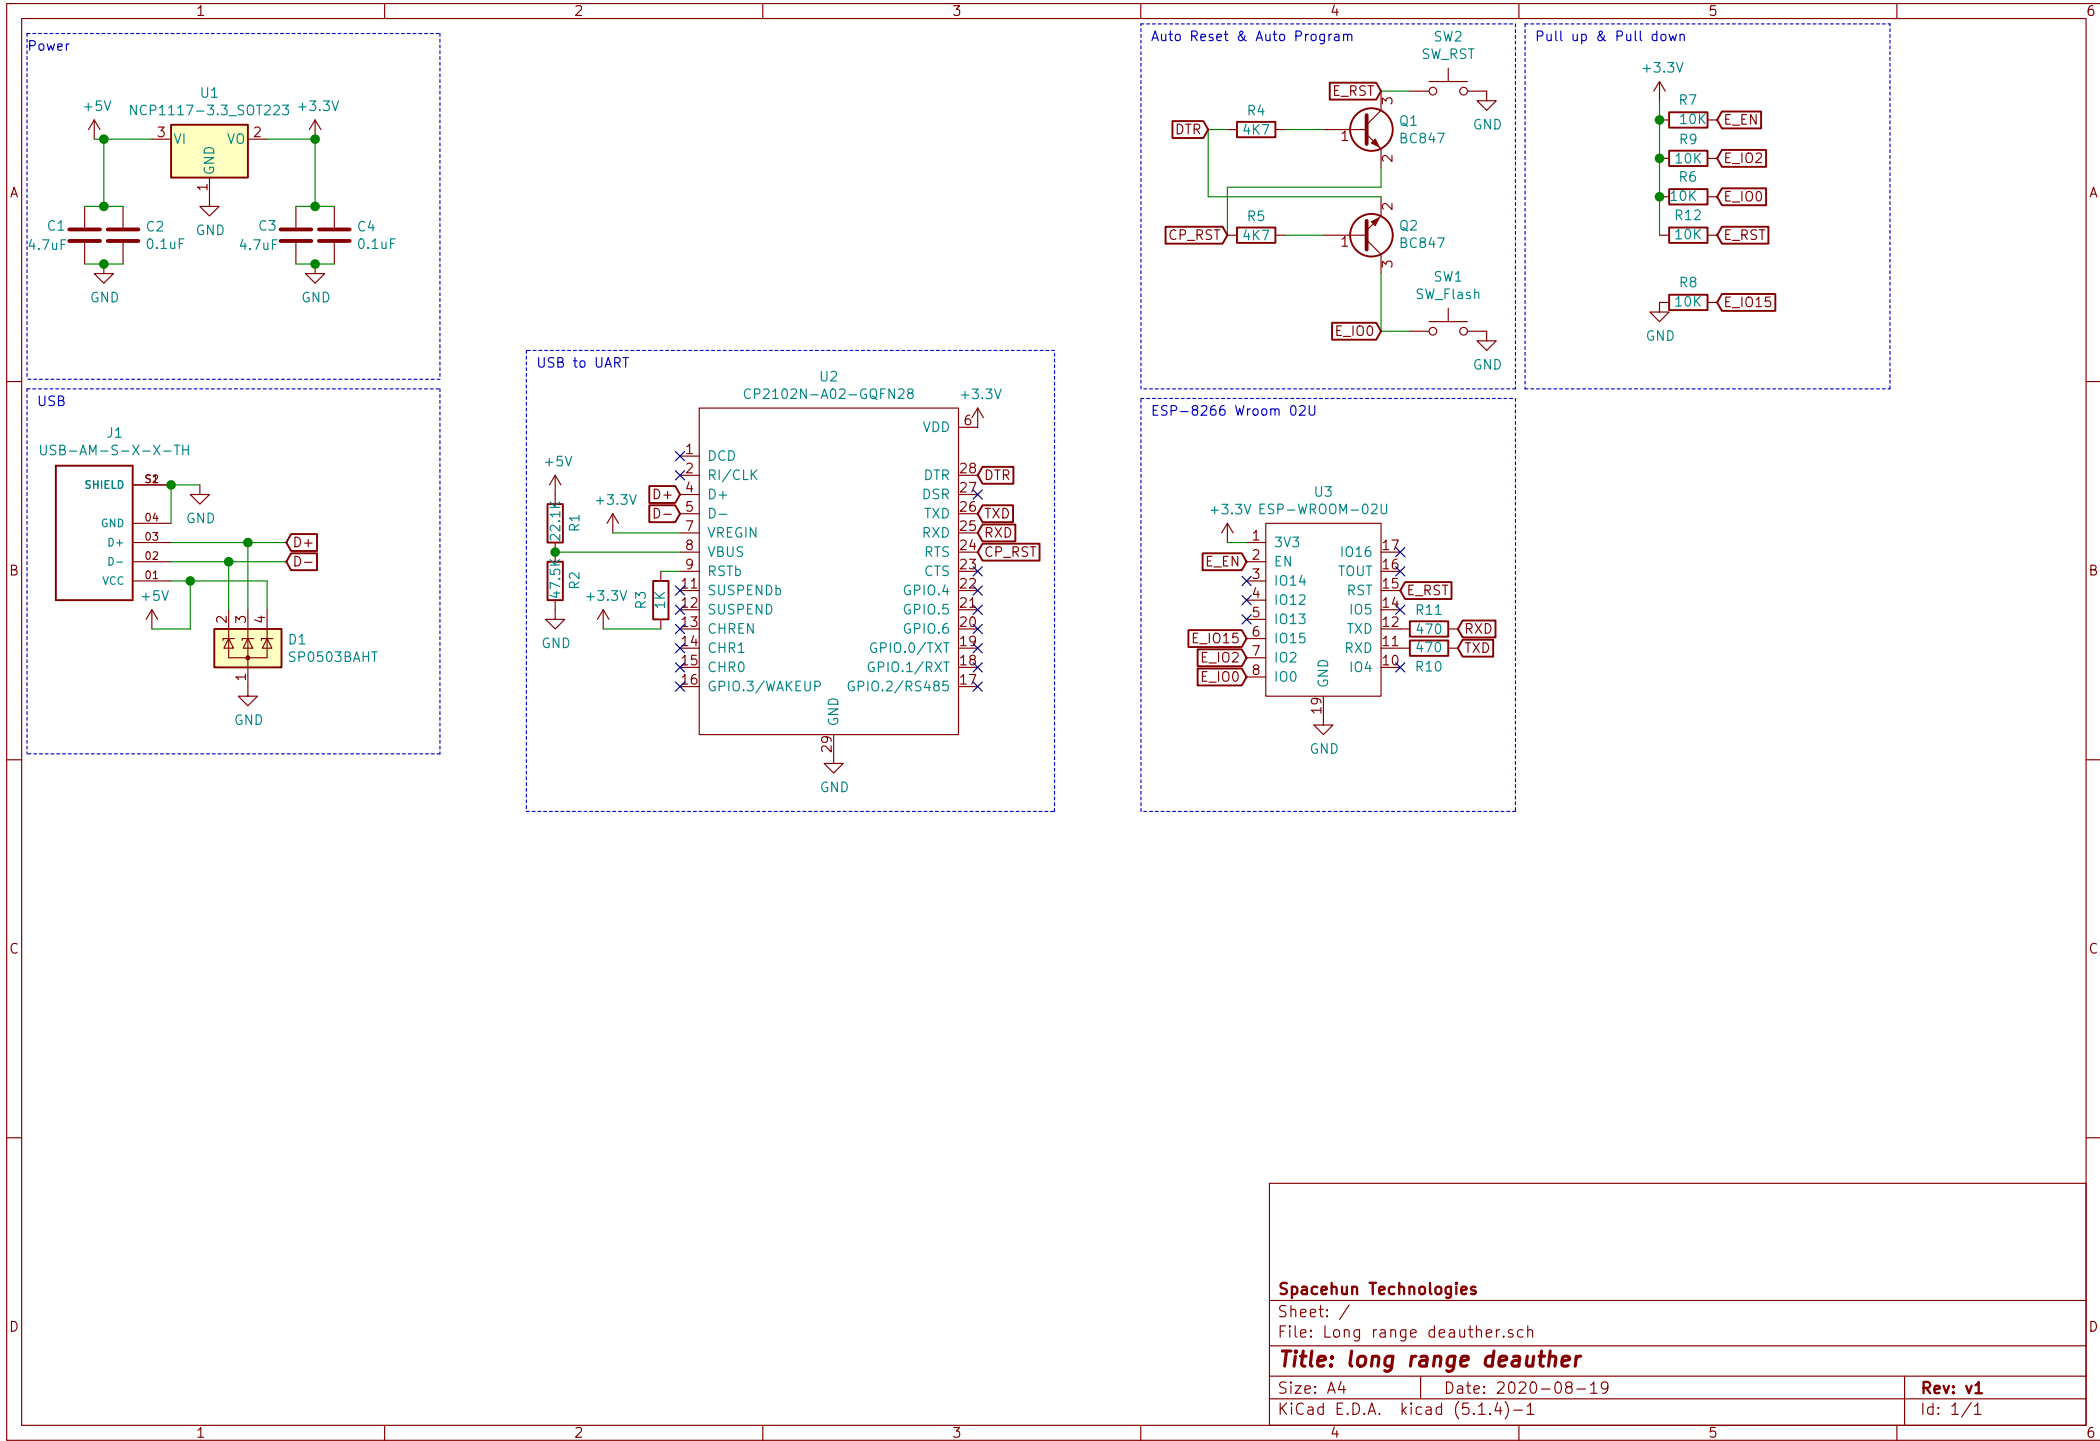 1 2 3 4 5 6
A A
B B
C C
D D
1 2 3 4 5 6
Power
U1
NCP1117-3.3_SOT223
+5V
+3.3V
3 VI VO 2
GND
1
GND
C1
4.7uF
C2
0.1uF
C3
4.7uF
C4
0.1uF
GND
GND
USB
J1
USB-AM-S-X-X-TH
SHIELD
GND 04
D+ 03
D- 02
VCC 01
GND
D+
D-
+5V
2 3 4
D1
SP0503BAHT
1
GND
USB to UART
U2
CP2102N-A02-GQFN28
+3.3V
VDD 6
1 DCD
2 RI/CLK
D+ 4 D+
D- 5 D-
7 VREGIN
8 VBUS
9 RSTb
11 SUSPENDb
12 SUSPEND
13 CHREN
14 CHR1
15 CHR0
16 GPIO.3/WAKEUP
DTR 28 DTR
DSR 27
TXD 26 TXD
RXD 25 RXD
RTS 24 CP_RST
CTS 23
GPIO.4 22
GPIO.5 21
GPIO.6 20
GPIO.0/TXT 19
GPIO.1/RXT 18
GPIO.2/RS485 17
GND
29
GND
+5V
22.1K
R1
47.5K
R2
GND
+3.3V
+3.3V
R3
1K
Auto Reset & Auto Program
SW2
SW_RST
E_RST
3
GND
DTR
R4
4K7
1
Q1
BC847
2
CP_RST
R5
4K7
2
1
Q2
BC847
3
SW1
SW_Flash
E_IO0
GND
Pull up & Pull down
+3.3V
R7
10K E_EN
R9
10K E_IO2
R6
10K E_IO0
R12
10K E_RST
R8
10K E_IO15
GND
ESP-8266 Wroom 02U
U3
+3.3V ESP-WROOM-02U
1 3V3
E_EN 2 EN
3 IO14
4 IO12
5 IO13
E_IO15 6 IO15
E_IO2 7 IO2
E_IO0 8 IO0
IO16 17
TOUT 16
RST 15 E_RST
IO5 14 R11
TXD 12 470 RXD
RXD 11 470 TXD
IO4 10 R10
GND
19
GND
Spacehun Technologies
Sheet: /
File: Long range deauther.sch
Title: long range deauther
Size: A4 Date: 2020-08-19 Rev: v1
KiCad E.D.A. kicad (5.1.4)-1 Id: 1/1